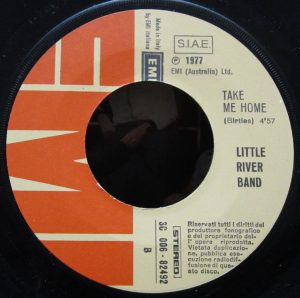 EMI
Made in Italy
by EMI Italiana
EMI
S.I.A.E.
℗ 1977
EMI (Australia) Ltd.
TAKE
ME HOME
(Birtles) 4'57
LITTLE
RIVER
BAND
3C 006 - 82492
STEREO
B
Riservati tutti i diritti del
produttore fonografico e
del proprietario del-
l' opera riprodotta.
Vietata duplicazio-
ne, pubblica ese-
cuzione radiodif-
fusione di que-
sto disco.